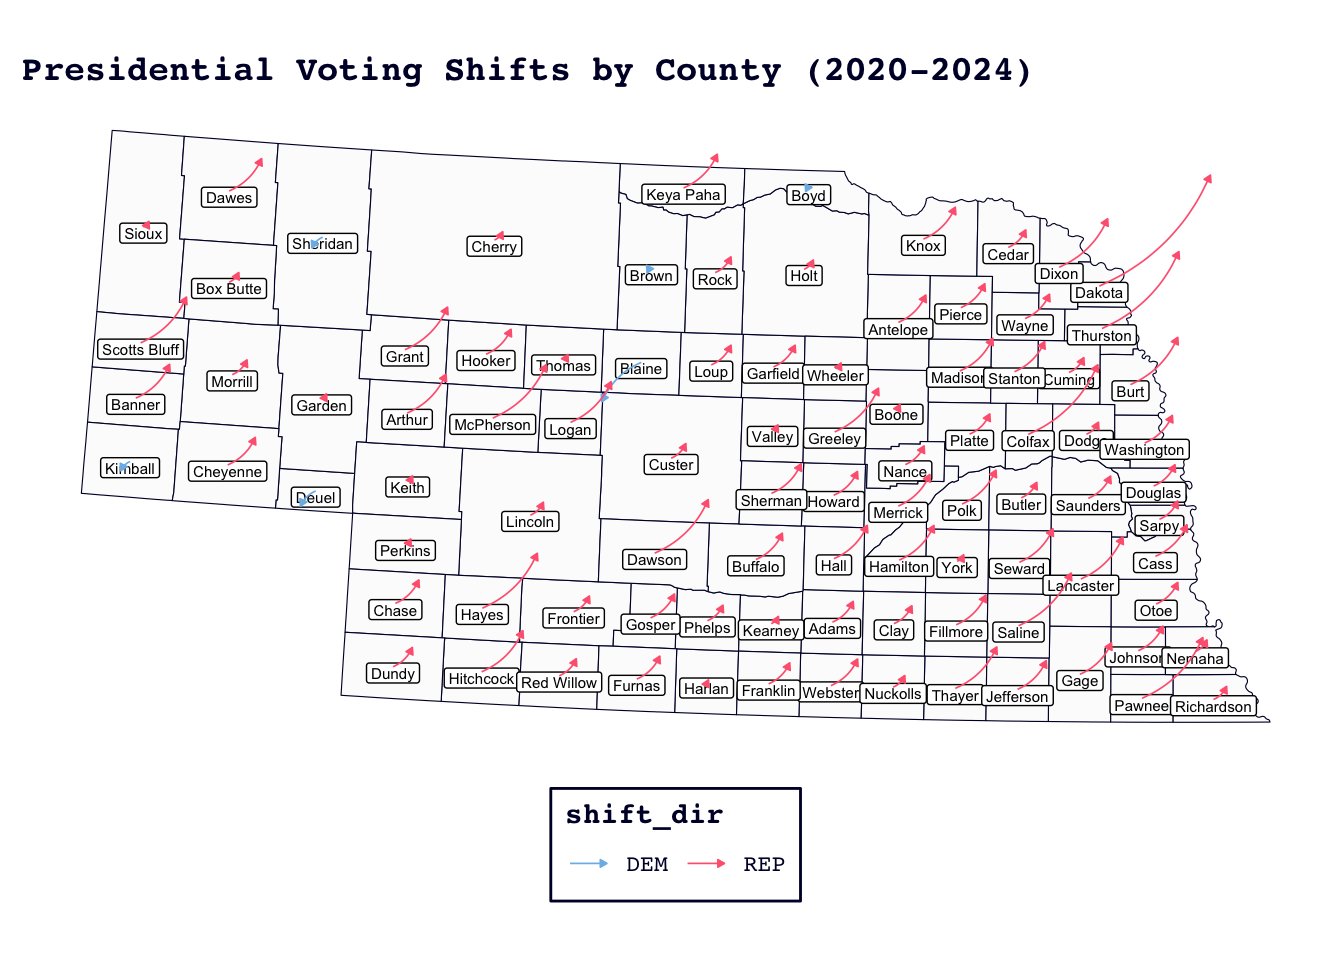 Presidential Voting Shifts by County (2020-2024)
Dawes
Keya Paha
Boyd
Sioux
Sheridan
Cherry
Knox
Cedar
Brown
Rock
Holt
Dixon
Box Butte
Dakota
Pierce
Antelope
Wayne
Thurston
Scotts Bluff
Grant
Hooker
Thomas
Blaine
Loup
Garfield
Wheeler
Madison
Stanton
Cuming
Morrill
Burt
Banner
Garden
Arthur
McPherson
Logan
Boone
Valley
Greeley
Platte
Colfax
Dodge
Washington
Kimball
Cheyenne
Custer
Nance
Keith
Deuel
Sherman
Howard
Merrick
Polk
Butler
Saunders
Douglas
Lincoln
Sarpy
Perkins
Dawson
Buffalo
Hall
Hamilton
York
Seward
Cass
Lancaster
Chase
Hayes
Frontier
Gosper
Phelps
Kearney
Adams
Clay
Fillmore
Saline
Otoe
Dundy
Hitchcock
Red Willow
Furnas
Harlan
Franklin
Webster
Nuckolls
Thayer
Jefferson
Gage
Johnson
Nemaha
Pawnee
Richardson
shift_dir
DEM
REP